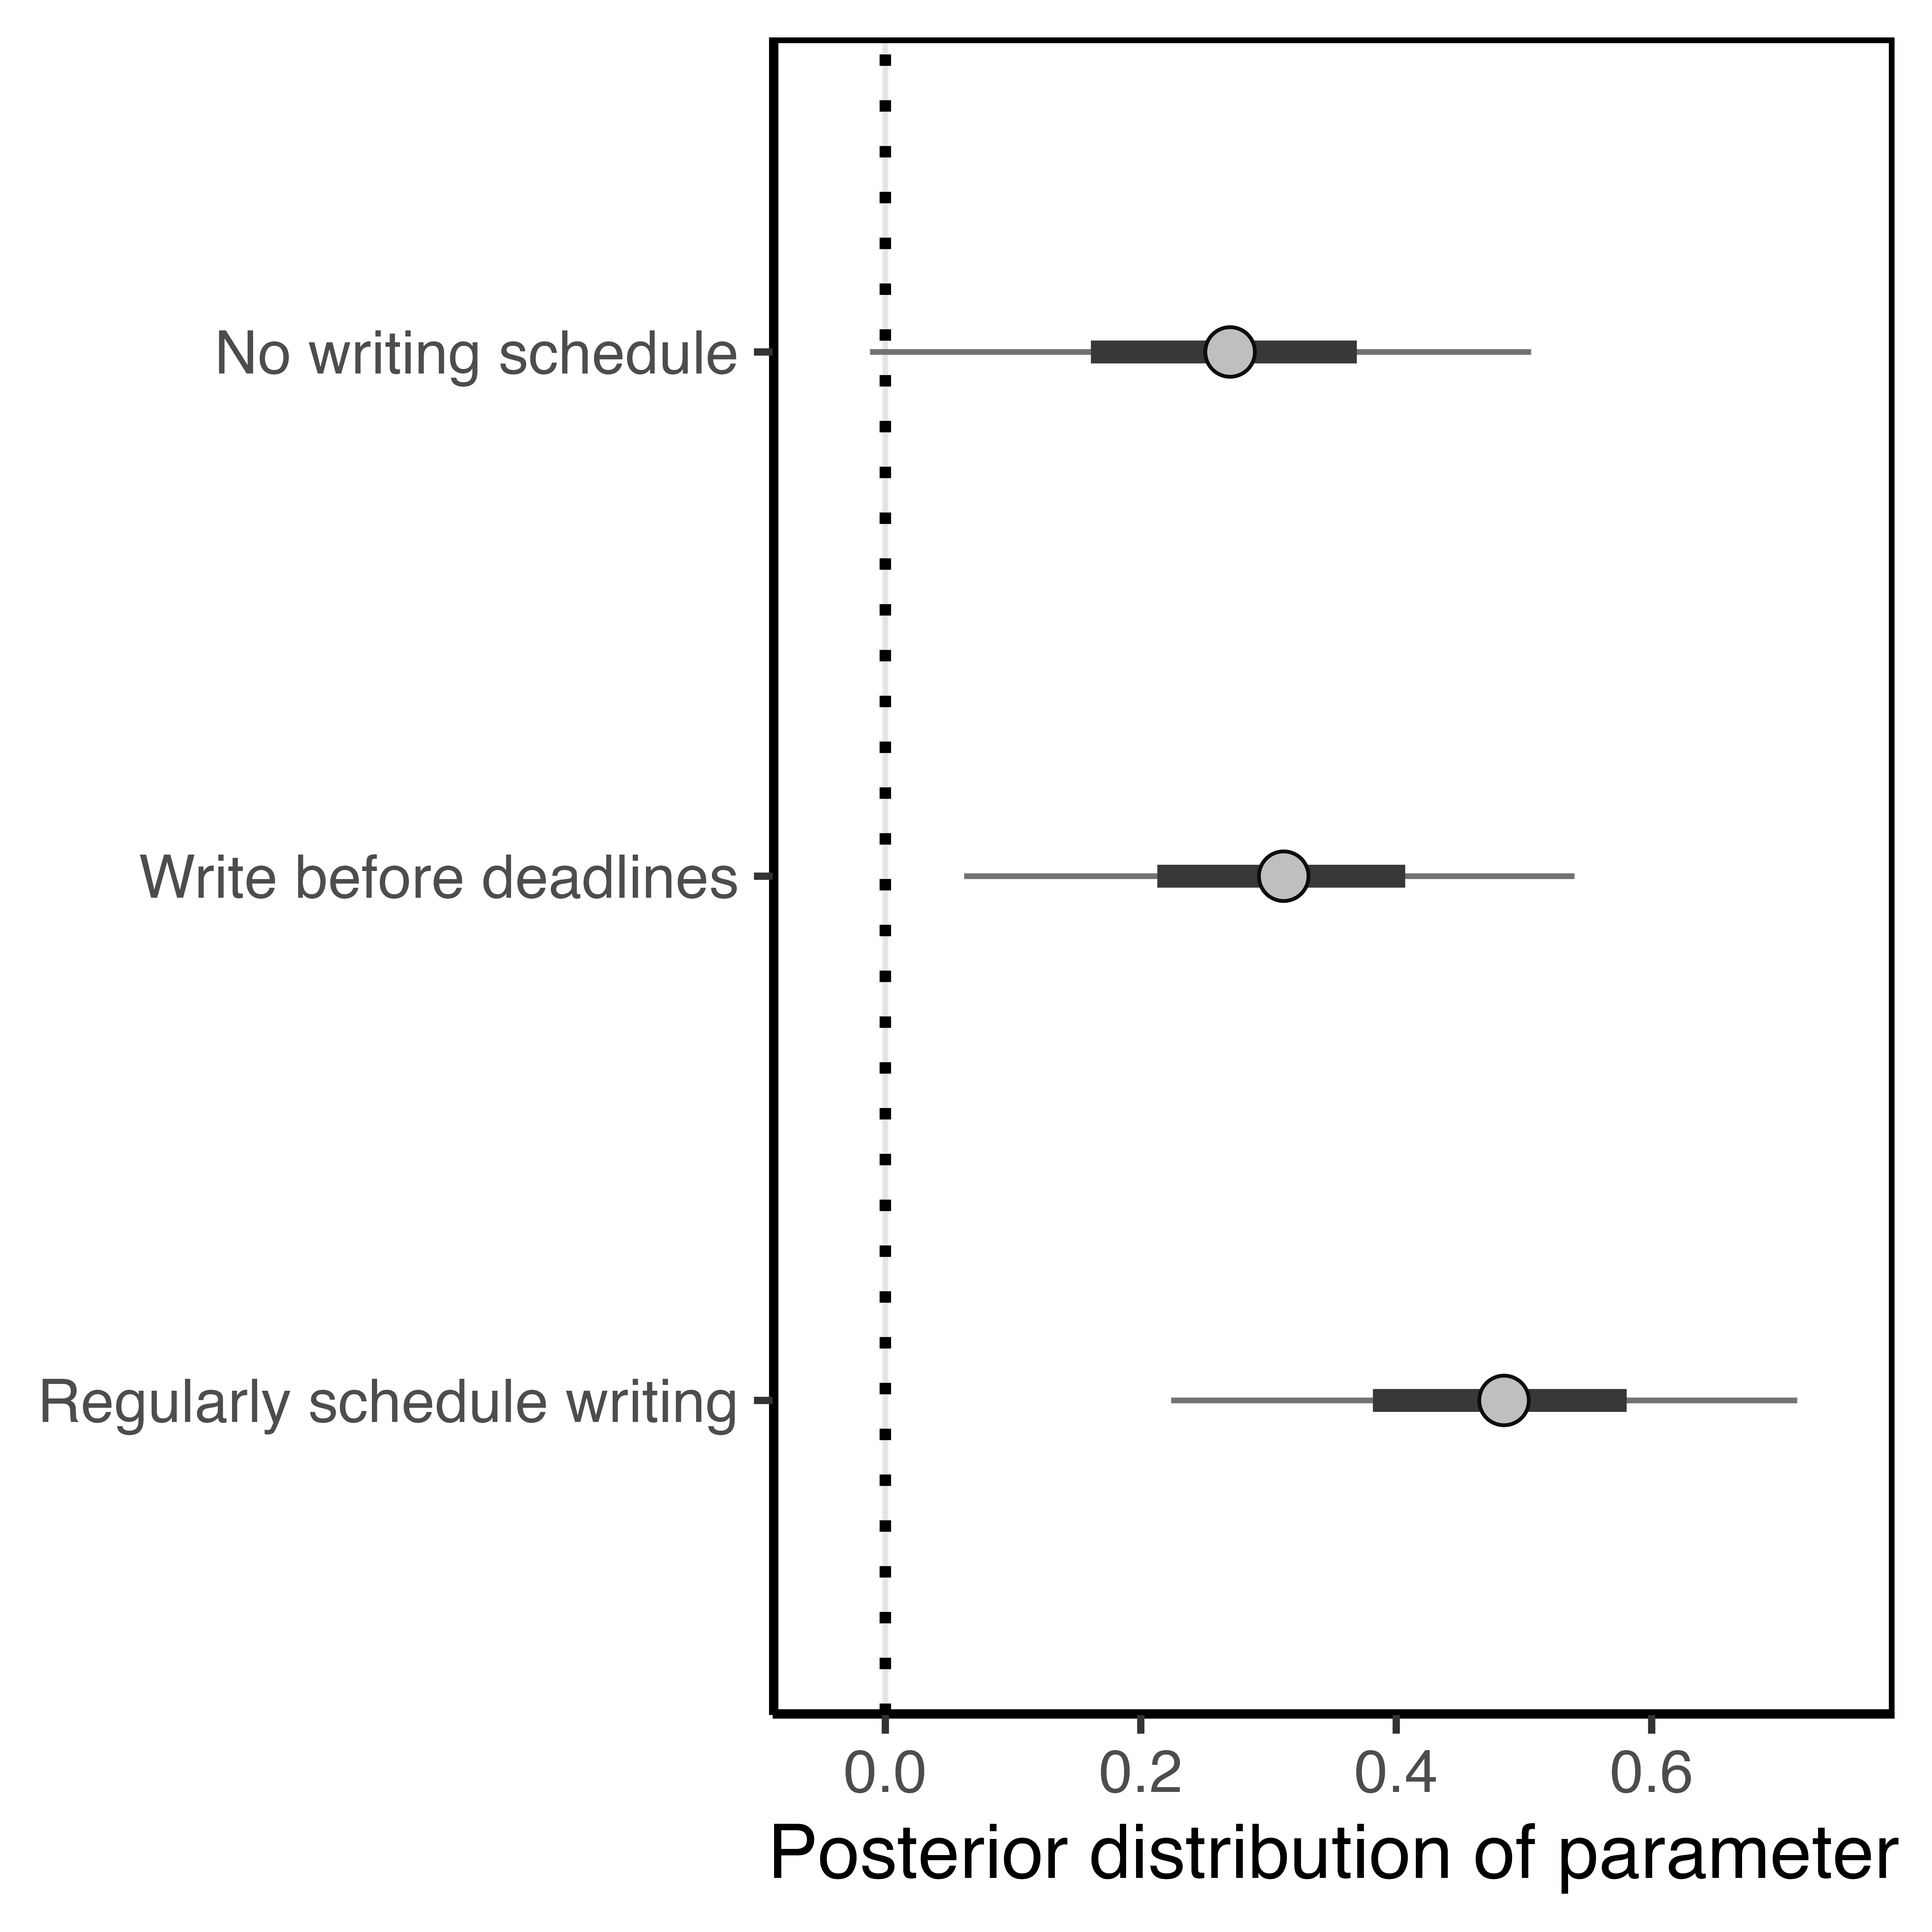 No writing schedule
Write before deadlines
Regularly schedule writing
0.0 0.2 0.4 0.6
Posterior distribution of parameter